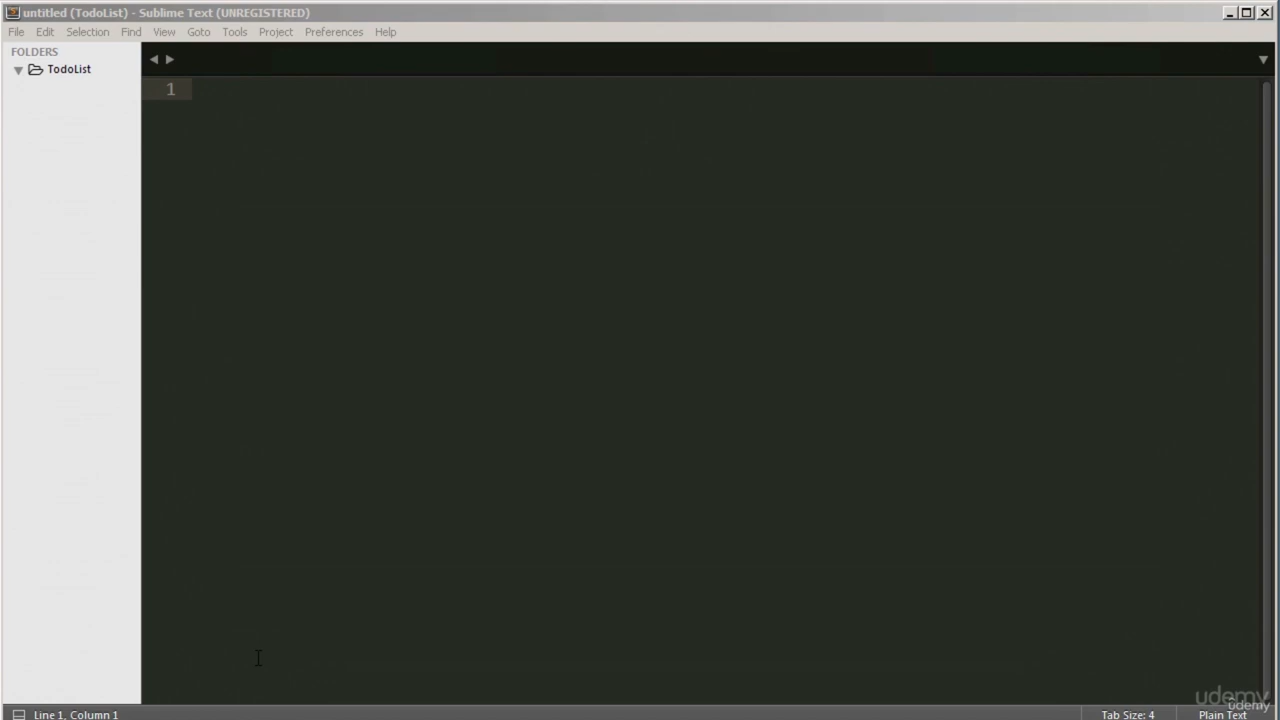 untitled (TodoList) - Sublime Text (UNREGISTERED)
File Edit Selection Find View Goto Tools Project Preferences Help
FOLDERS
TodoList
1
udemy
udemy
Line 1, Column 1
Tab Size: 4
Plain Text